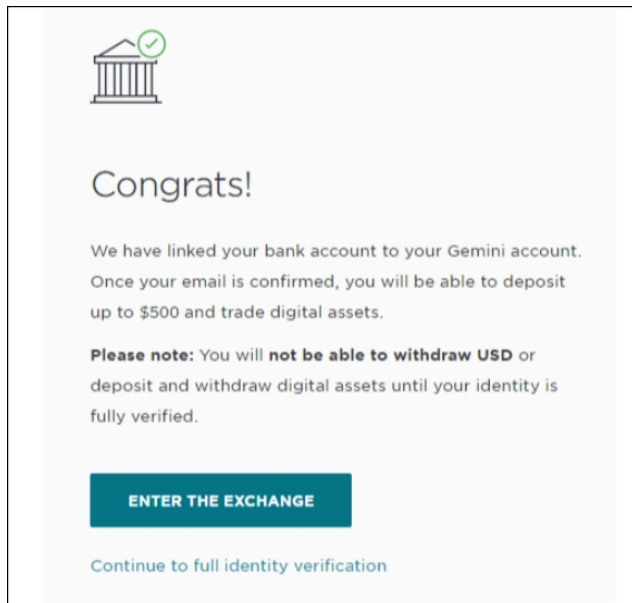 Congrats!
We have linked your bank account to your Gemini account.
Once your email is confirmed, you will be able to deposit
up to $500 and trade digital assets.
Please note: You will not be able to withdraw USD or
deposit and withdraw digital assets until your identity is
fully verified.
ENTER THE EXCHANGE
Continue to full identity verification